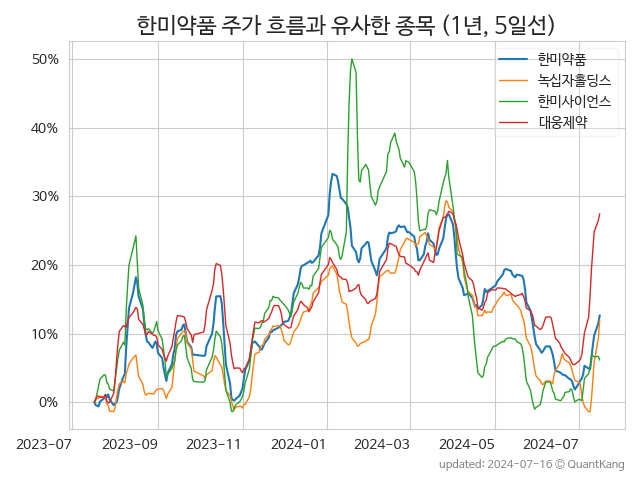 한미약품 주가 흐름과 유사한 종목 (1년, 5일선)
한미약품
녹십자홀딩스
한미사이언스
대웅제약
50%
40%
30%
20%
10%
0%
2023-07 2023-09 2023-11 2024-01 2024-03 2024-05 2024-07
updated: 2024-07-16 © QuantKang